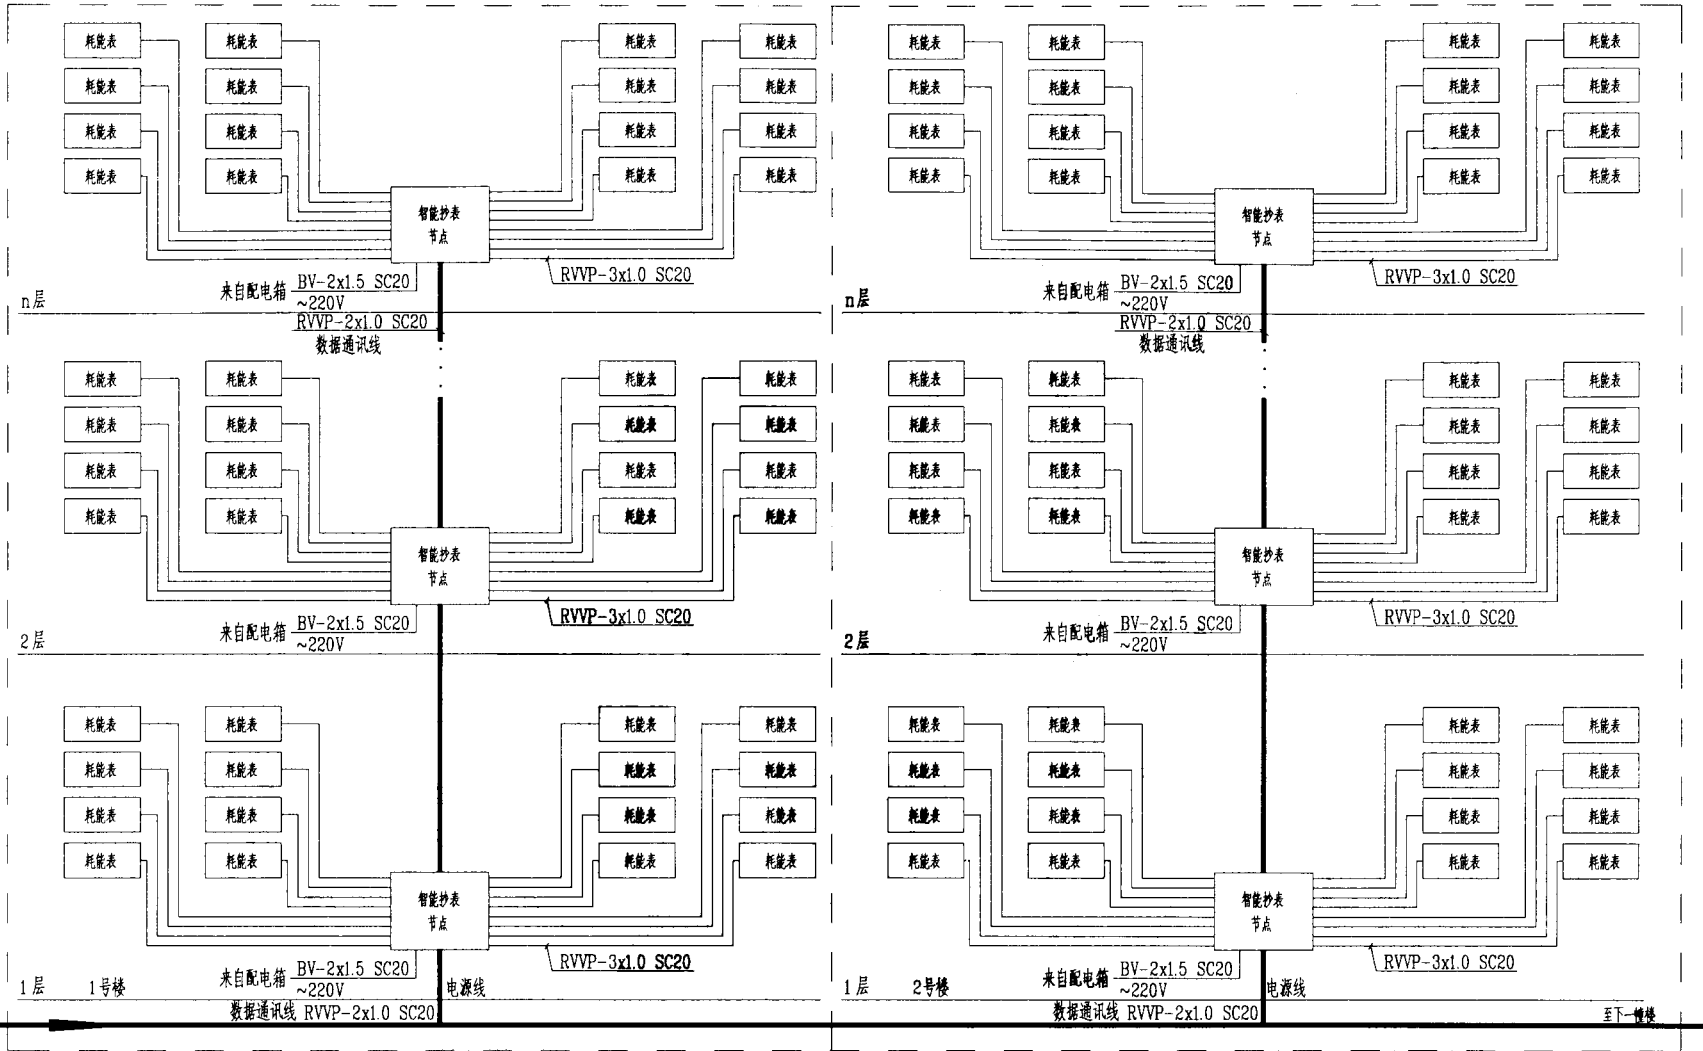 耗能表 耗能表 耗能表 耗能表 耗能表 耗能表 耗能表 耗能表
耗能表 耗能表 耗能表 耗能表 耗能表 耗能表 耗能表 耗能表
耗能表 耗能表 耗能表 耗能表 耗能表 耗能表 耗能表 耗能表
耗能表 耗能表 耗能表 耗能表 耗能表 耗能表 耗能表 耗能表
智能抄表 智能抄表
节点 节点
来自配电箱 BV-2x1.5 SC20 RVVP-3x1.0 SC20 来自配电箱 BV-2x1.5 SC20 RVVP-3x1.0 SC20
n层 ~220V n层 ~220V
RVVP-2x1.0 SC20 RVVP-2x1.0 SC20
数据通讯线 数据通讯线
耗能表 耗能表 耗能表 耗能表 耗能表 耗能表 耗能表 耗能表
耗能表 耗能表 耗能表 耗能表 耗能表 耗能表 耗能表 耗能表
耗能表 耗能表 耗能表 耗能表 耗能表 耗能表 耗能表 耗能表
耗能表 耗能表 耗能表 耗能表 耗能表 耗能表 耗能表 耗能表
智能抄表 智能抄表
节点 节点
来自配电箱 BV-2x1.5 SC20 RVVP-3x1.0 SC20 来自配电箱 BV-2x1.5 SC20 RVVP-3x1.0 SC20
2层 ~220V 2层 ~220V
耗能表 耗能表 耗能表 耗能表 耗能表 耗能表 耗能表 耗能表
耗能表 耗能表 耗能表 耗能表 耗能表 耗能表 耗能表 耗能表
耗能表 耗能表 耗能表 耗能表 耗能表 耗能表 耗能表 耗能表
耗能表 耗能表 耗能表 耗能表 耗能表 耗能表 耗能表 耗能表
智能抄表 智能抄表
节点 节点
来自配电箱 BV-2x1.5 SC20 RVVP-3x1.0 SC20 来自配电箱 BV-2x1.5 SC20 RVVP-3x1.0 SC20
1层 1号楼 ~220V 电源线 1层 2号楼 ~220V 电源线
数据通讯线 RVVP-2x1.0 SC20 数据通讯线 RVVP-2x1.0 SC20 至下一幢楼